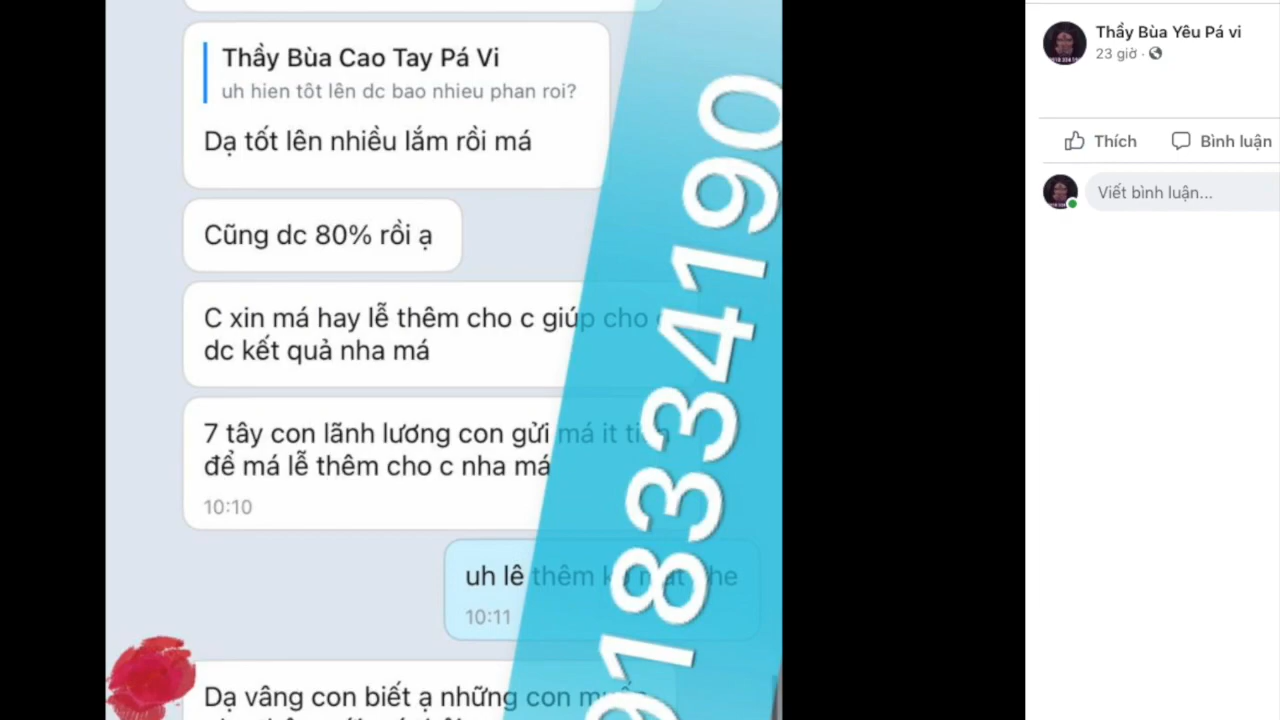 Thầy Bùa Cao Tay Pá Vi
uh hien tôt lên dc bao nhieu phan roi?
Dạ tốt lên nhiều lắm rồi má
Cũng dc 80% rồi ạ
C xin má hay lễ thêm cho c giúp cho
dc kết quả nha má
7 tây con lãnh lương con gửi má it
để má lễ thêm cho c nha má
10:10
uh lê thêm
10:11
Dạ vâng con biết ạ những con
918334190
Thầy Bùa Yêu Pá vi
23 giờ ·
Thích
Bình luận
Viết bình luận...